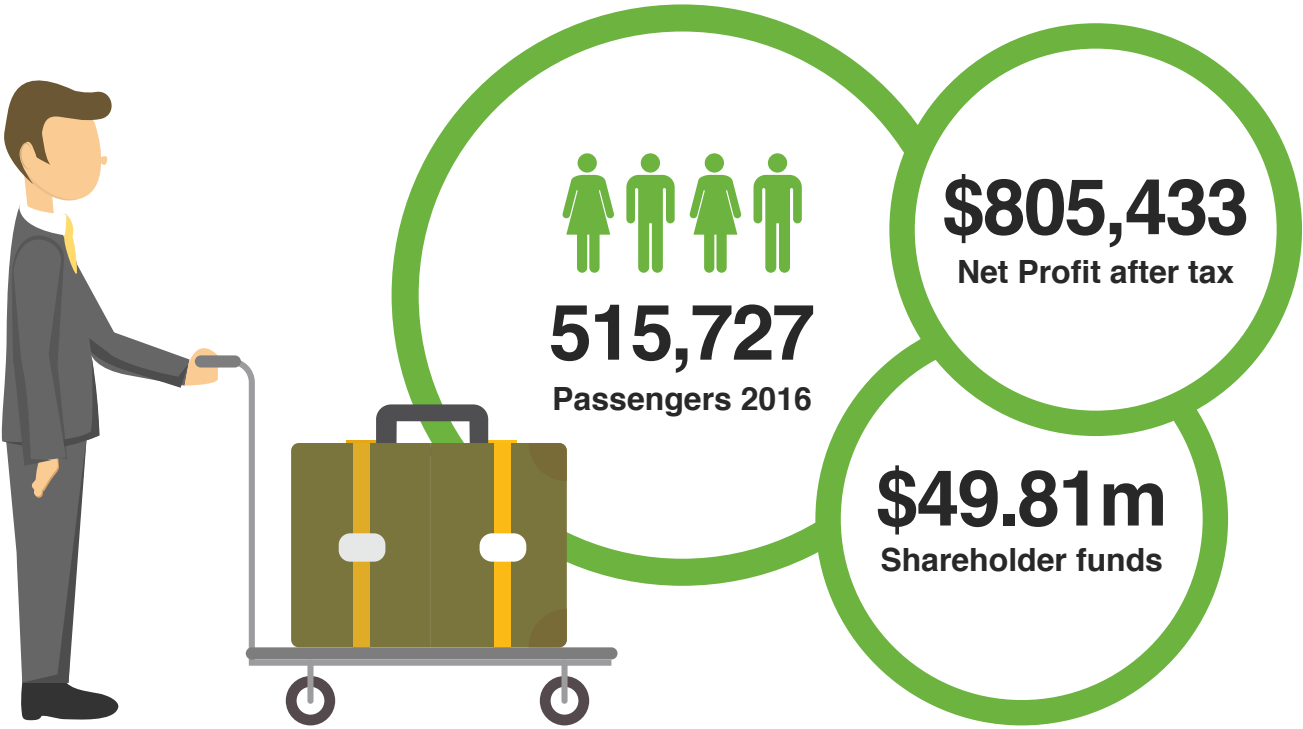 515,727
Passengers 2016
$805,433
Net Profit after tax
$49.81m
Shareholder funds